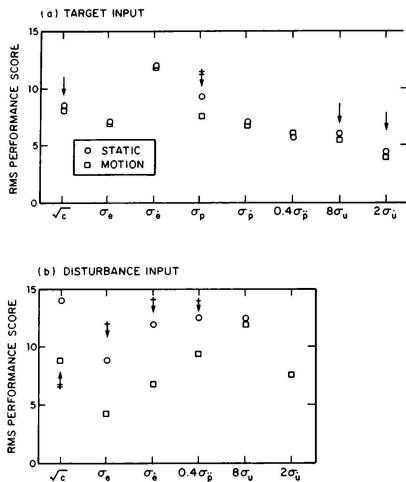 (a) TARGET INPUT
RMS PERFORMANCE SCORE
15
10
5
0
○ STATIC
□ MOTION
√c σe σė σp σṗ 0.4σp̈ 8σu 2σu̇
(b) DISTURBANCE INPUT
RMS PERFORMANCE SCORE
15
10
5
0
√c σe σė 0.4σp̈ 8σu 2σu̇